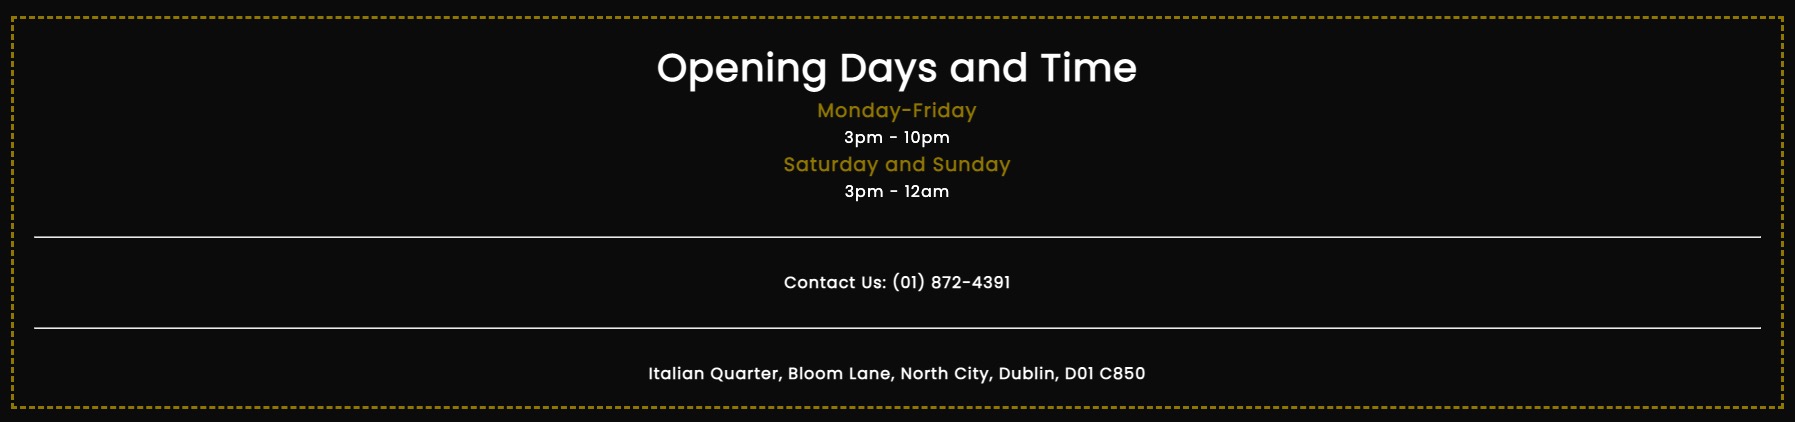 Opening Days and Time
Monday-Friday
3pm - 10pm
Saturday and Sunday
3pm - 12am
Contact Us: (01) 872-4391
Italian Quarter, Bloom Lane, North City, Dublin, D01 C850